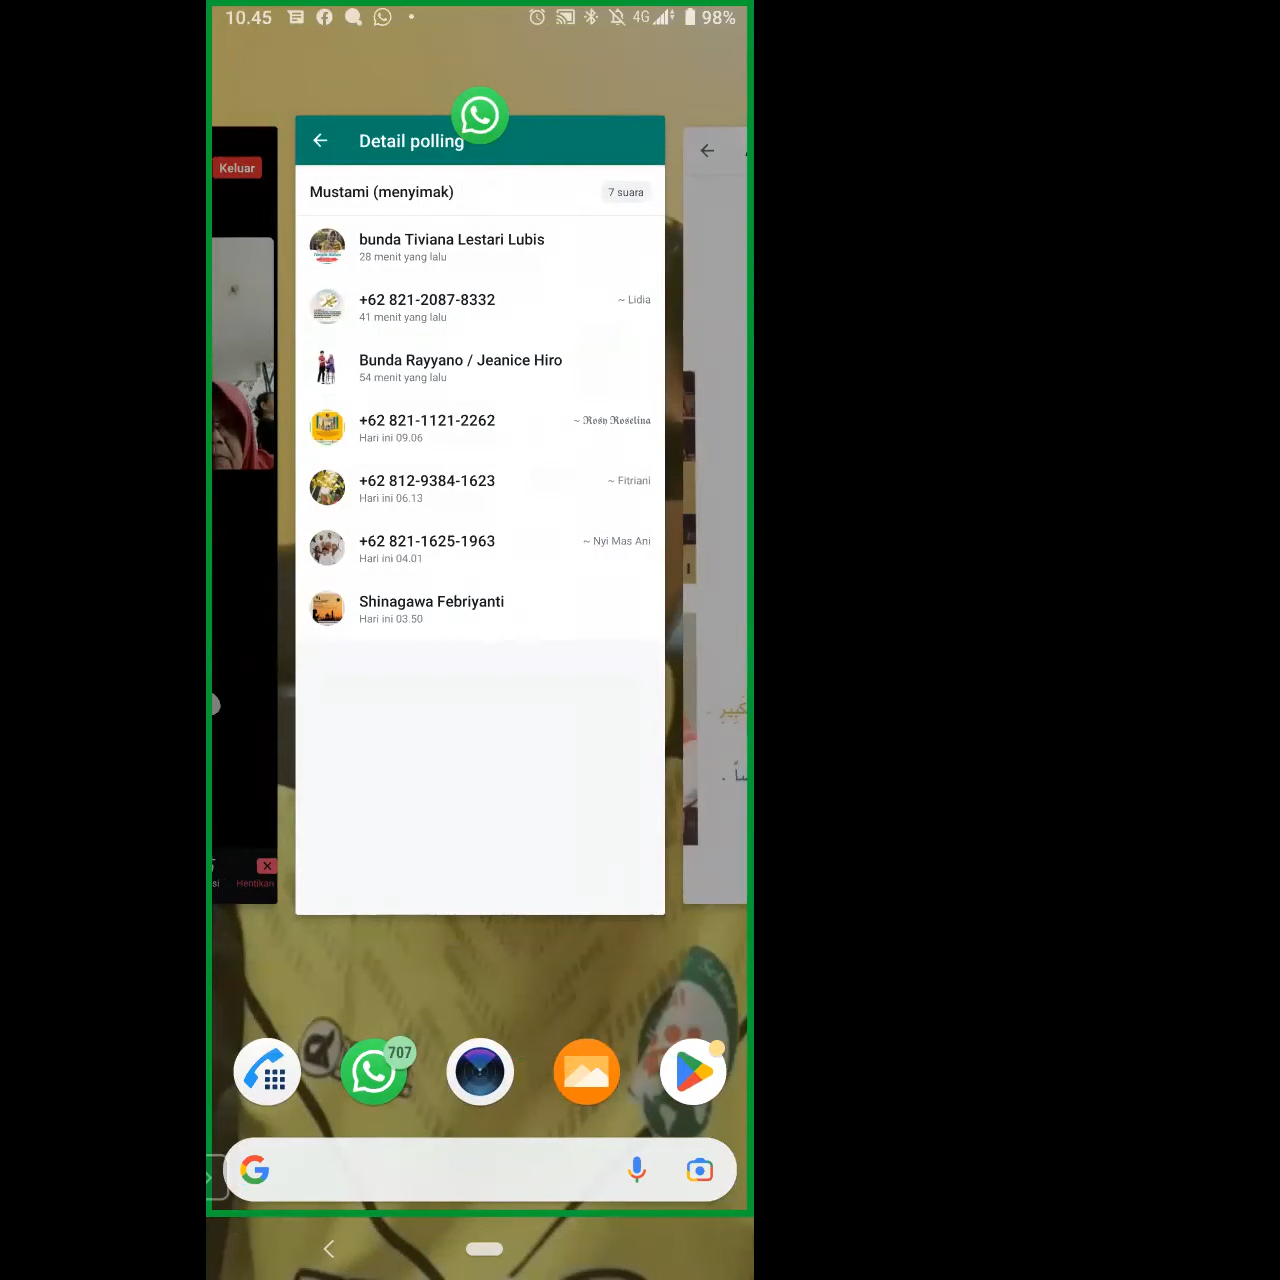 10.45
4G
98%
Keluar
Detail polling
Mustami (menyimak)
7 suara
bunda Tiviana Lestari Lubis
28 menit yang lalu
+62 821-2087-8332
~ Lidia
41 menit yang lalu
Bunda Rayyano / Jeanice Hiro
54 menit yang lalu
+62 821-1121-2262
~ ℜ𝔬𝔰𝔶 ℜ𝔬𝔰𝔢𝔩𝔦𝔫𝔞
Hari ini 09.06
+62 812-9384-1623
~ Fitriani
Hari ini 06.13
+62 821-1625-1963
~ Nyi Mas Ani
Hari ini 04.01
Shinagawa Febriyanti
Hari ini 03.50
si
Hentikan
School
707